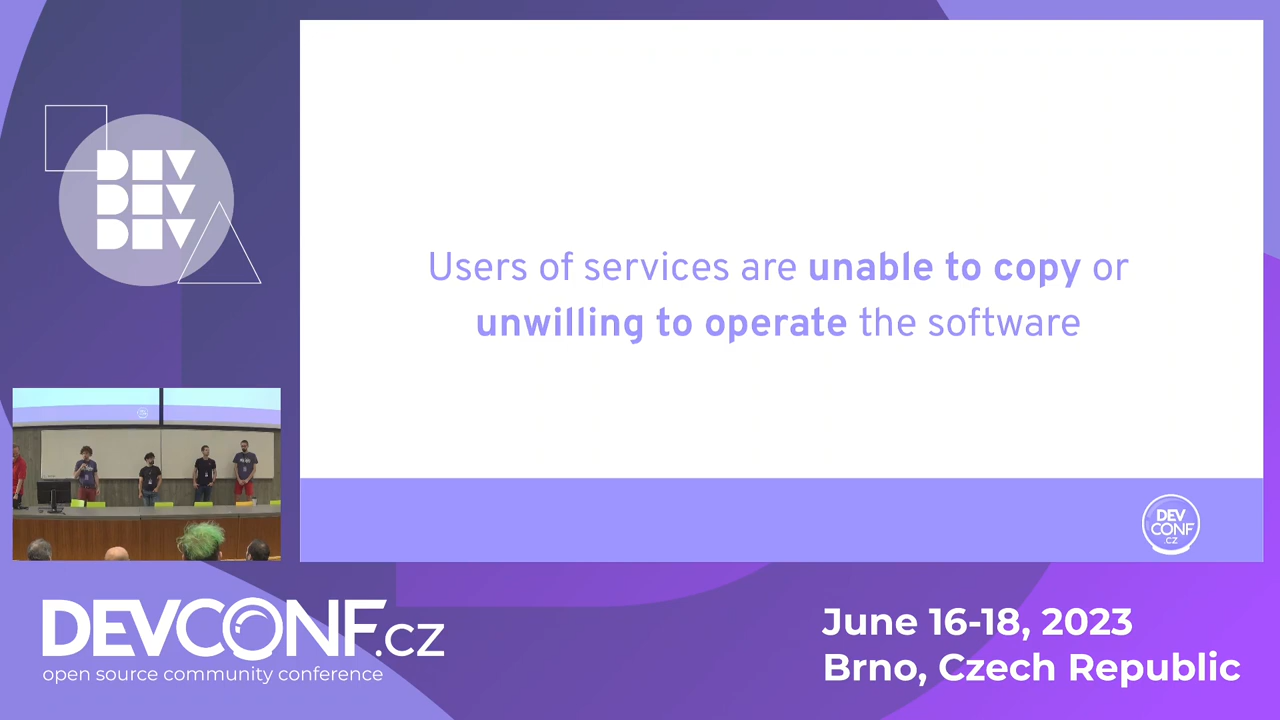 DEV
DEV
DEV
Users of services are unable to copy or
unwilling to operate the software
DEV
CONF
.CZ
DEVCONF.cz
open source community conference
June 16-18, 2023
Brno, Czech Republic